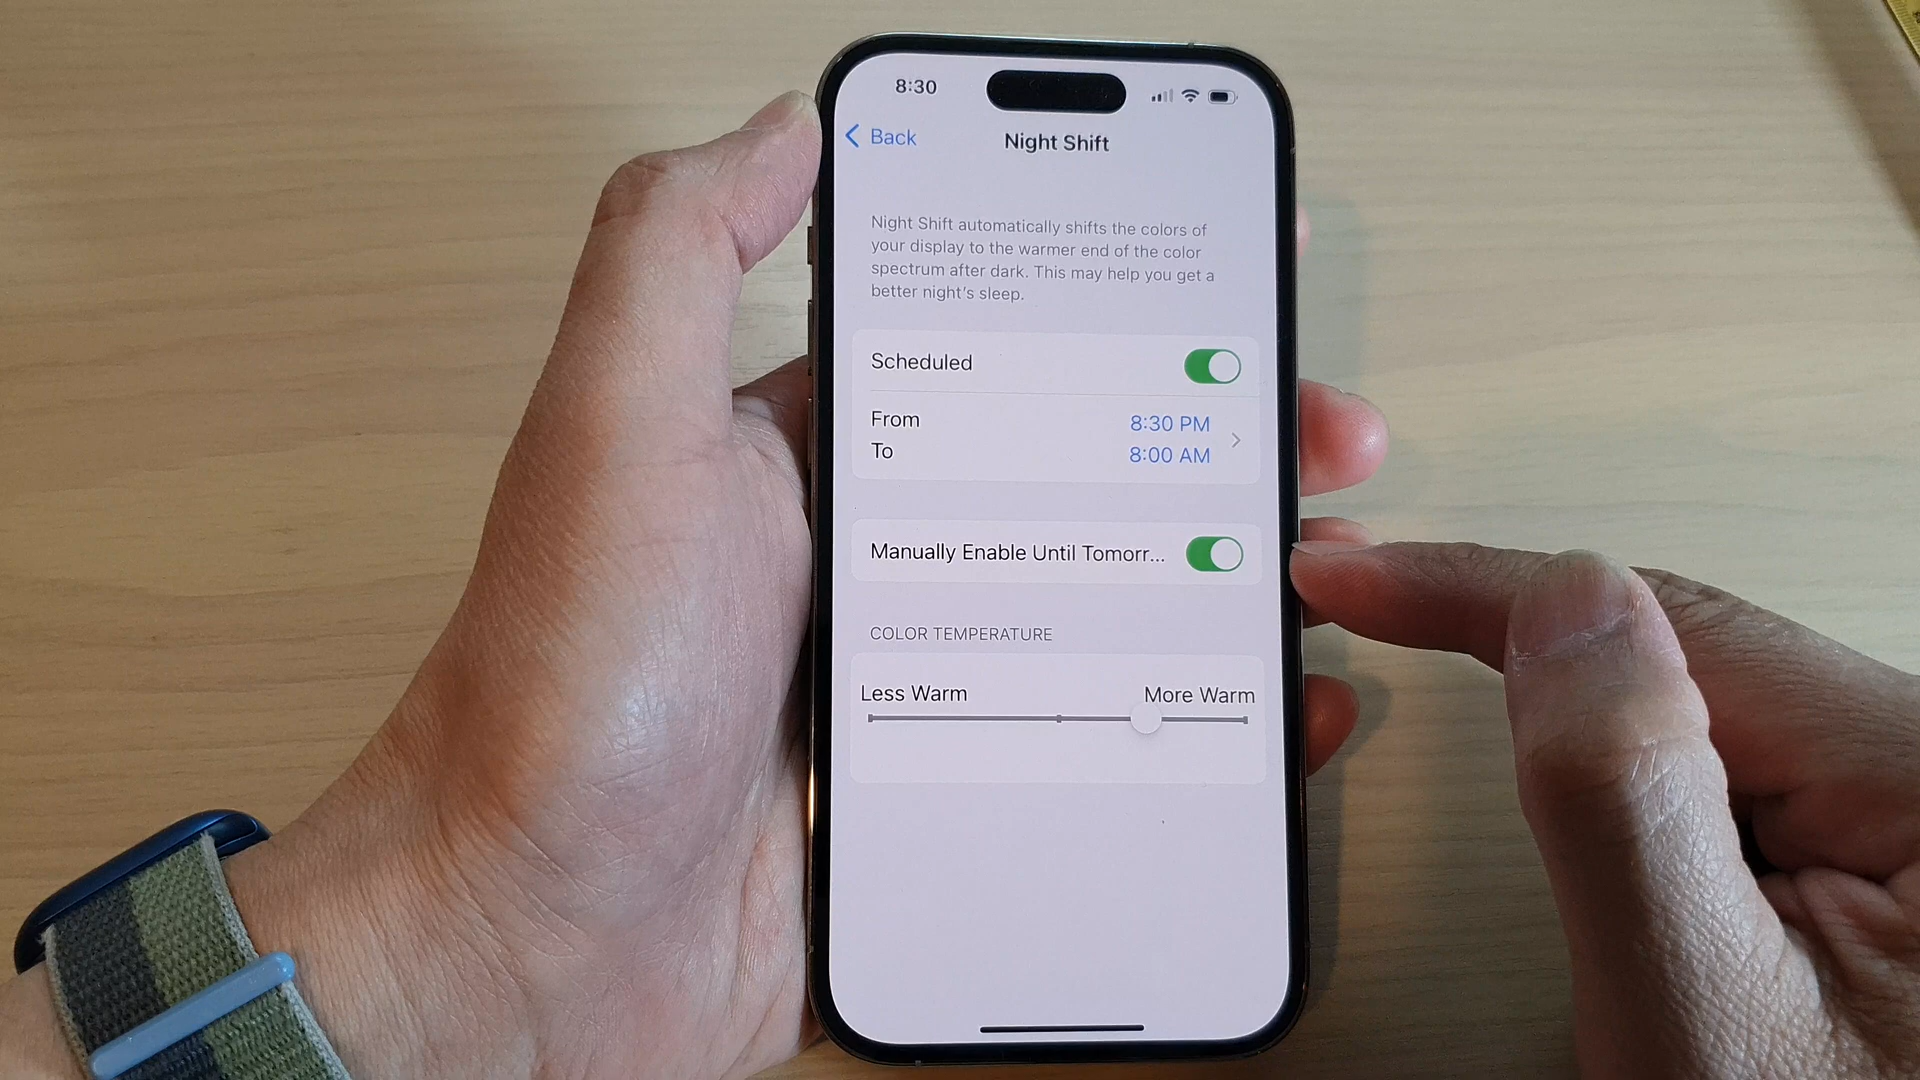 8:30
Back
Night Shift
Night Shift automatically shifts the colors of
your display to the warmer end of the color
spectrum after dark. This may help you get a
better night's sleep.
Scheduled
From 8:30 PM
To 8:00 AM
Manually Enable Until Tomorr...
COLOR TEMPERATURE
Less Warm More Warm